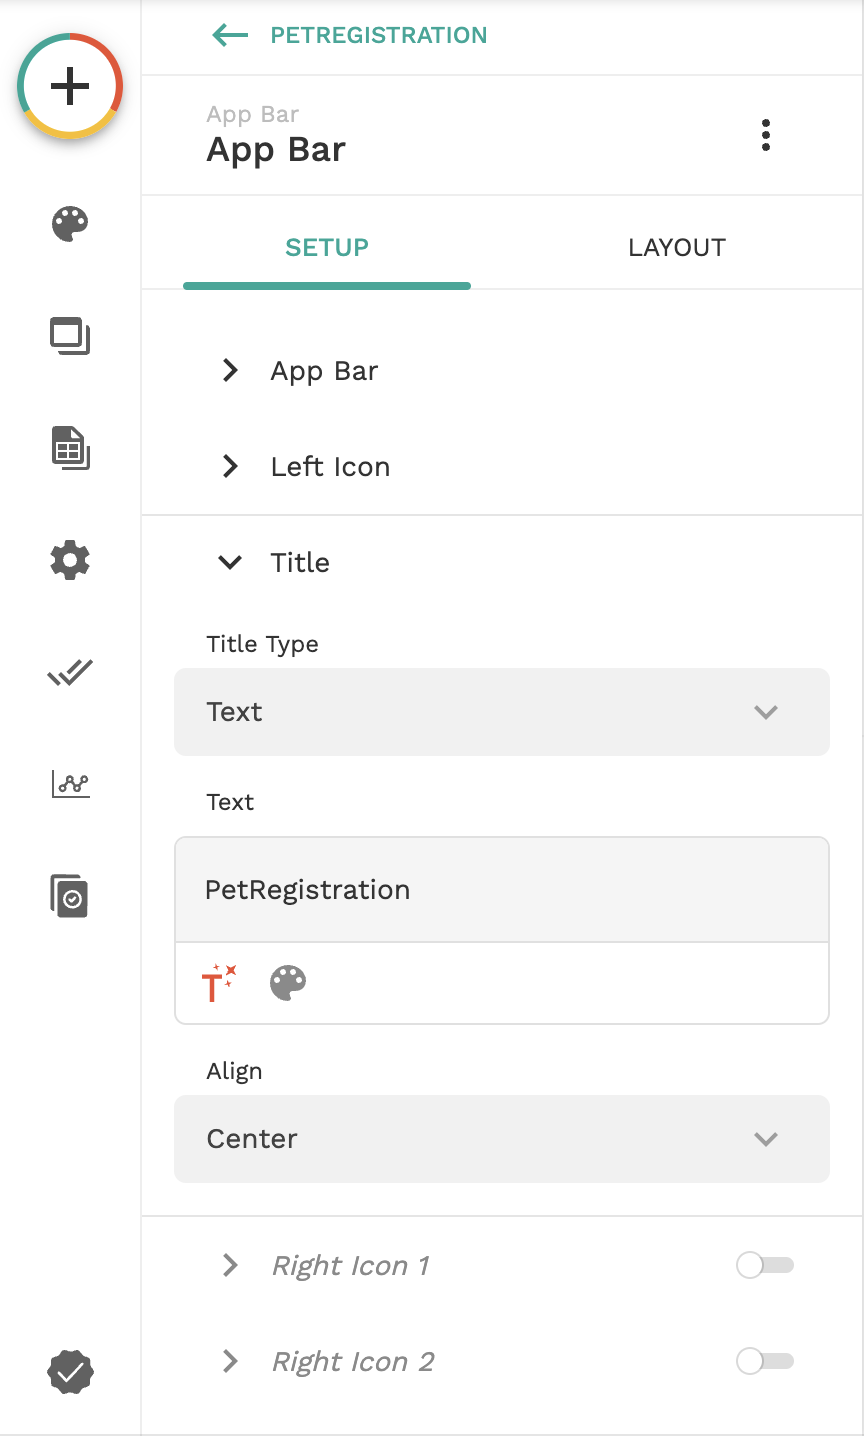 PETREGISTRATION
App Bar
App Bar
SETUP
LAYOUT
App Bar
Left Icon
Title
Title Type
Text
Text
PetRegistration
Align
Center
Right Icon 1
Right Icon 2